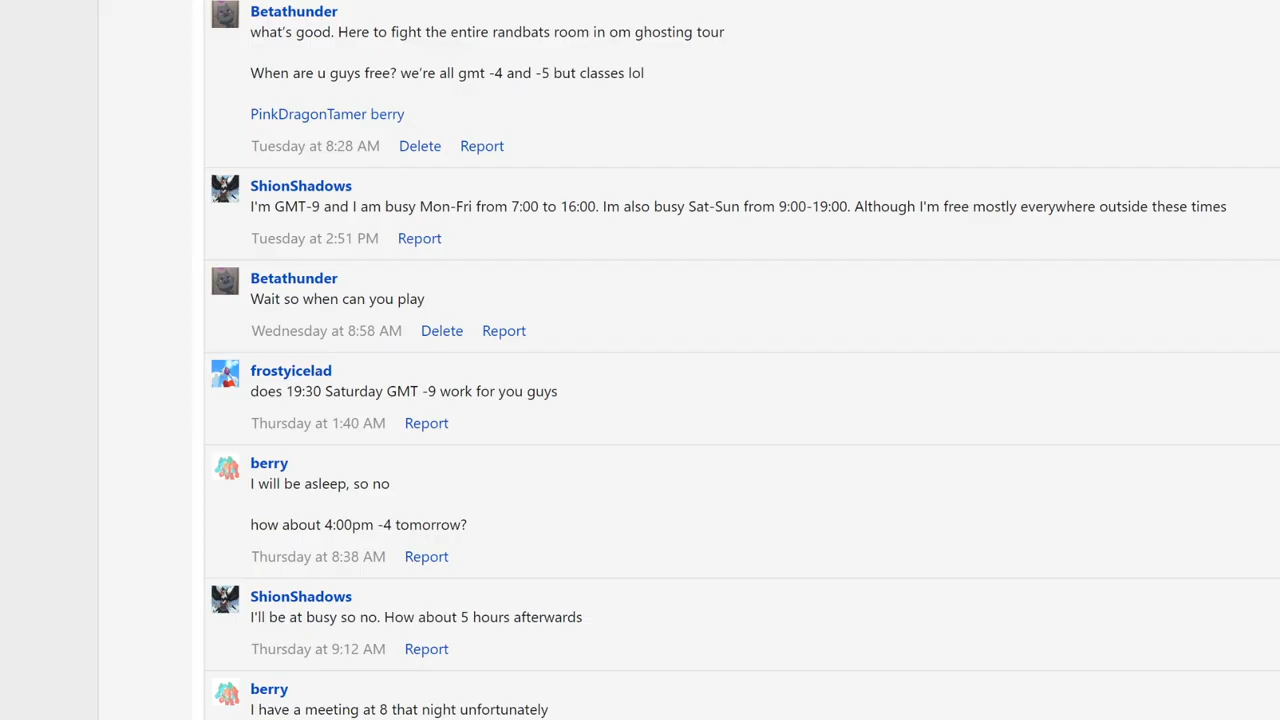 Betathunder
what's good. Here to fight the entire randbats room in om ghosting tour
When are u guys free? we're all gmt -4 and -5 but classes lol
PinkDragonTamer berry
Tuesday at 8:28 AM Delete Report
ShionShadows
I'm GMT-9 and I am busy Mon-Fri from 7:00 to 16:00. Im also busy Sat-Sun from 9:00-19:00. Although I'm free mostly everywhere outside these times
Tuesday at 2:51 PM Report
Betathunder
Wait so when can you play
Wednesday at 8:58 AM Delete Report
frostyicelad
does 19:30 Saturday GMT -9 work for you guys
Thursday at 1:40 AM Report
berry
I will be asleep, so no
how about 4:00pm -4 tomorrow?
Thursday at 8:38 AM Report
ShionShadows
I'll be at busy so no. How about 5 hours afterwards
Thursday at 9:12 AM Report
berry
I have a meeting at 8 that night unfortunately